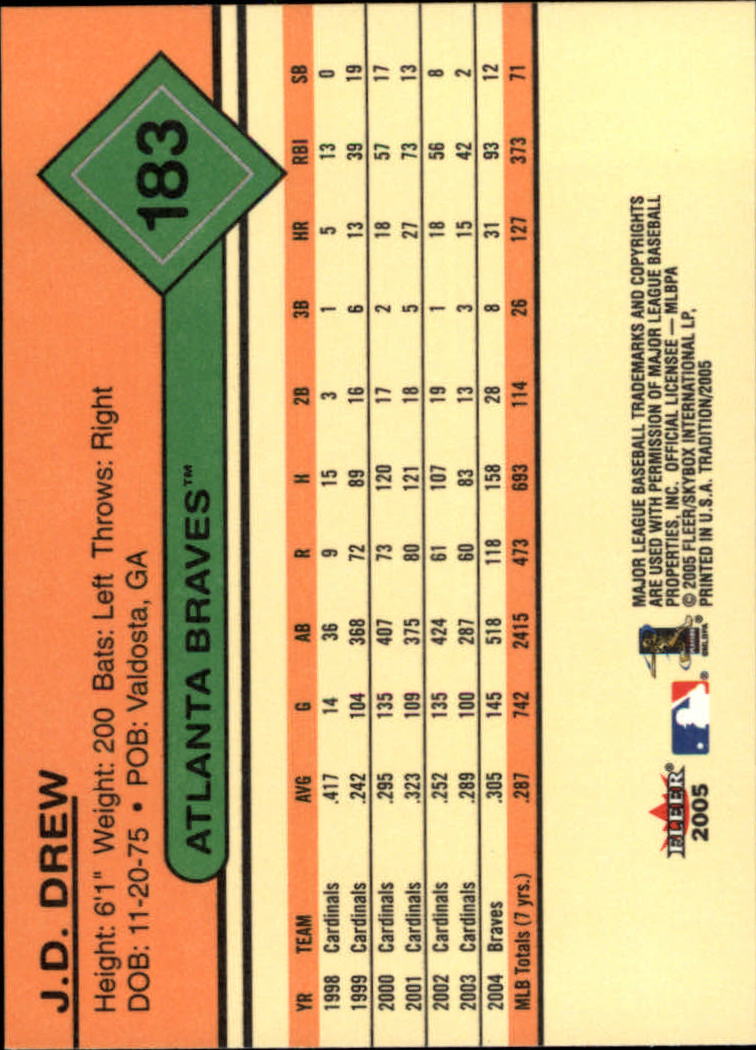 J.D. DREW
Height: 6'1" Weight: 200 Bats: Left Throws: Right
DOB: 11-20-75 • POB: Valdosta, GA
183
ATLANTA BRAVES™
YR TEAM AVG G AB R H 2B 3B HR RBI SB
1998 Cardinals .417 14 36 9 15 3 1 5 13 0
1999 Cardinals .242 104 368 72 89 16 6 13 39 19
2000 Cardinals .295 135 407 73 120 17 2 18 57 17
2001 Cardinals .323 109 375 80 121 18 5 27 73 13
2002 Cardinals .252 135 424 61 107 19 1 18 56 8
2003 Cardinals .289 100 287 60 83 13 3 15 42 2
2004 Braves .305 145 518 118 158 28 8 31 93 12
MLB Totals (7 yrs.) .287 742 2415 473 693 114 26 127 373 71
FLEER®
2005
®
©MLBPA
MAJOR LEAGUE BASEBALL TRADEMARKS AND COPYRIGHTS
ARE USED WITH PERMISSION OF MAJOR LEAGUE BASEBALL
PROPERTIES, INC. OFFICIAL LICENSEE — MLBPA
© 2005 FLEER/SKYBOX INTERNATIONAL LP,
PRINTED IN U.S.A. TRADITION/2005